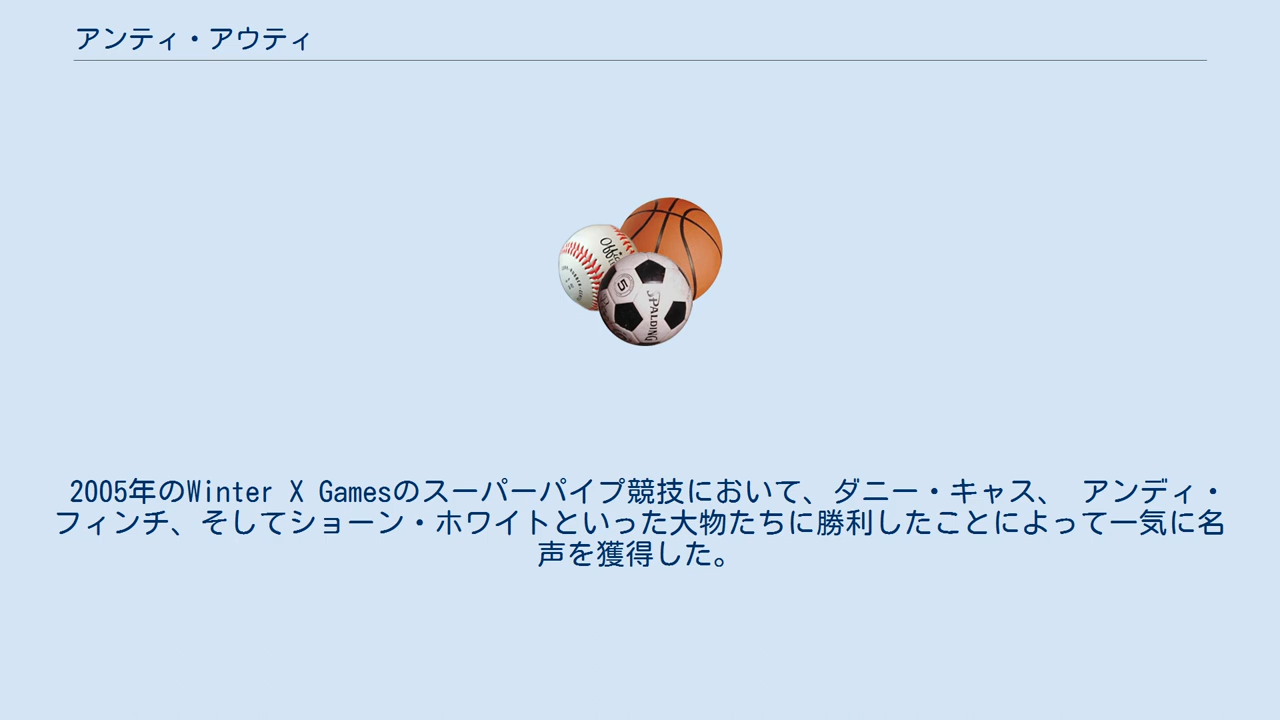 アンティ・アウティ
SPALDING
5
2005年のWinter X Gamesのスーパーパイプ競技において、ダニー・キャス、 アンディ・
フィンチ、そしてショーン・ホワイトといった大物たちに勝利したことによって一気に名
声を獲得した。